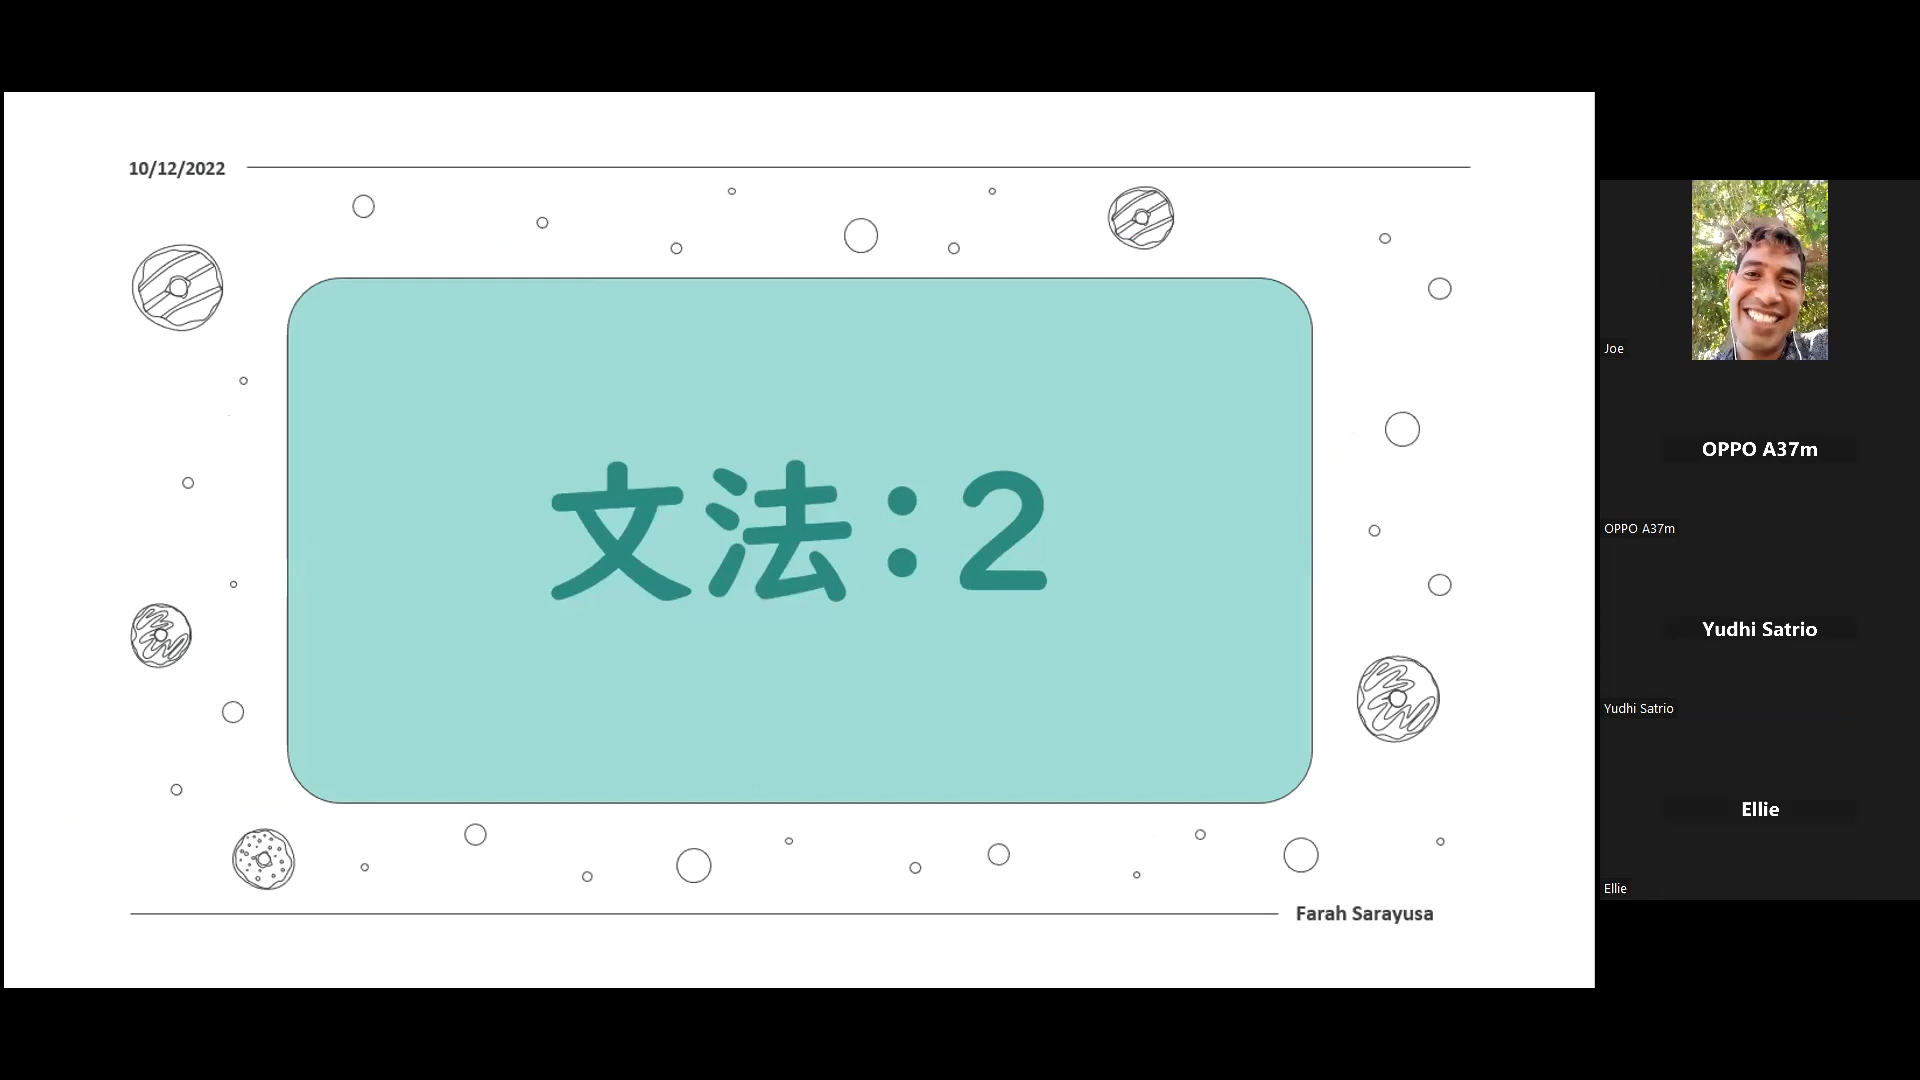 10/12/2022
文法：2
Farah Sarayusa
Joe
OPPO A37m
OPPO A37m
Yudhi Satrio
Yudhi Satrio
Ellie
Ellie